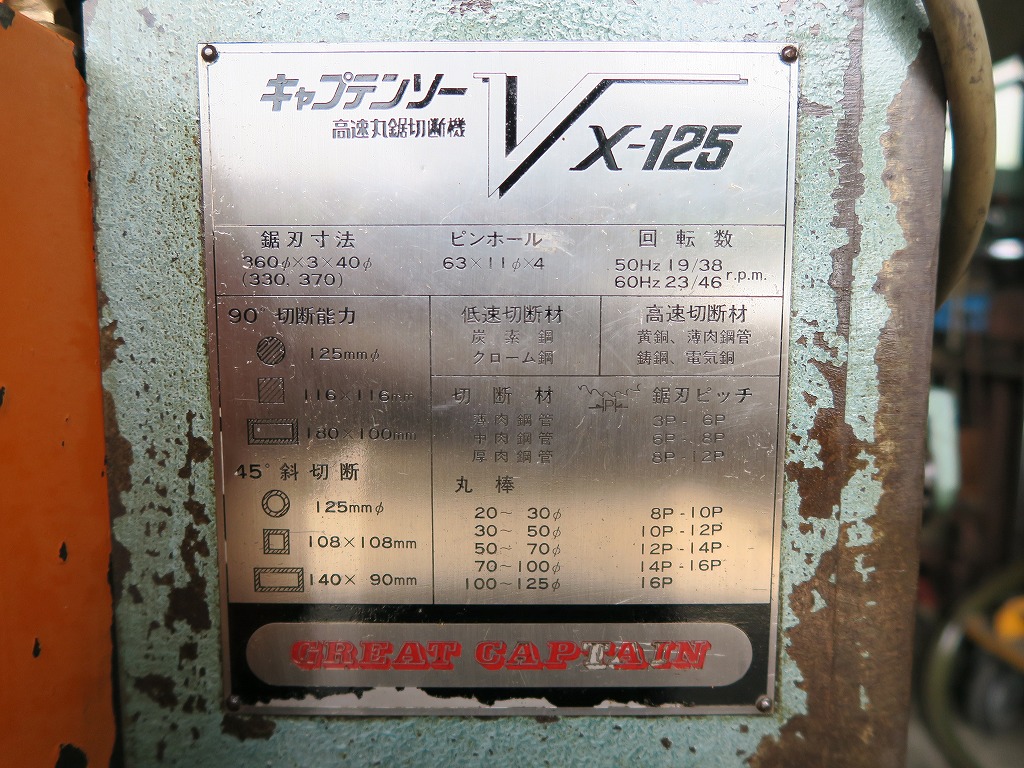 キャプテンソー
高速丸鋸切断機
V
X-125
鋸刃寸法 ピンホール 回転数
360φ×3×40φ 63×11φ×4 50Hz 19/38
(330, 370) 60Hz 23/46 r.p.m.
90° 切断能力
125mmφ
116×116mm
180×100mm
45° 斜切断
125mmφ
108×108mm
140× 90mm
低速切断材
炭素鋼
クローム鋼
高速切断材
黄銅、薄肉鋼管
鋳鋼、電気銅
切断材 P 鋸刃ピッチ
薄肉鋼管 3P - 6P
中肉鋼管 6P - 8P
厚肉鋼管 8P - 12P
丸棒
20～ 30φ 8P - 10P
30～ 50φ 10P - 12P
50～ 70φ 12P - 14P
70～100φ 14P - 16P
100～125φ 16P
GREAT CAPTAIN